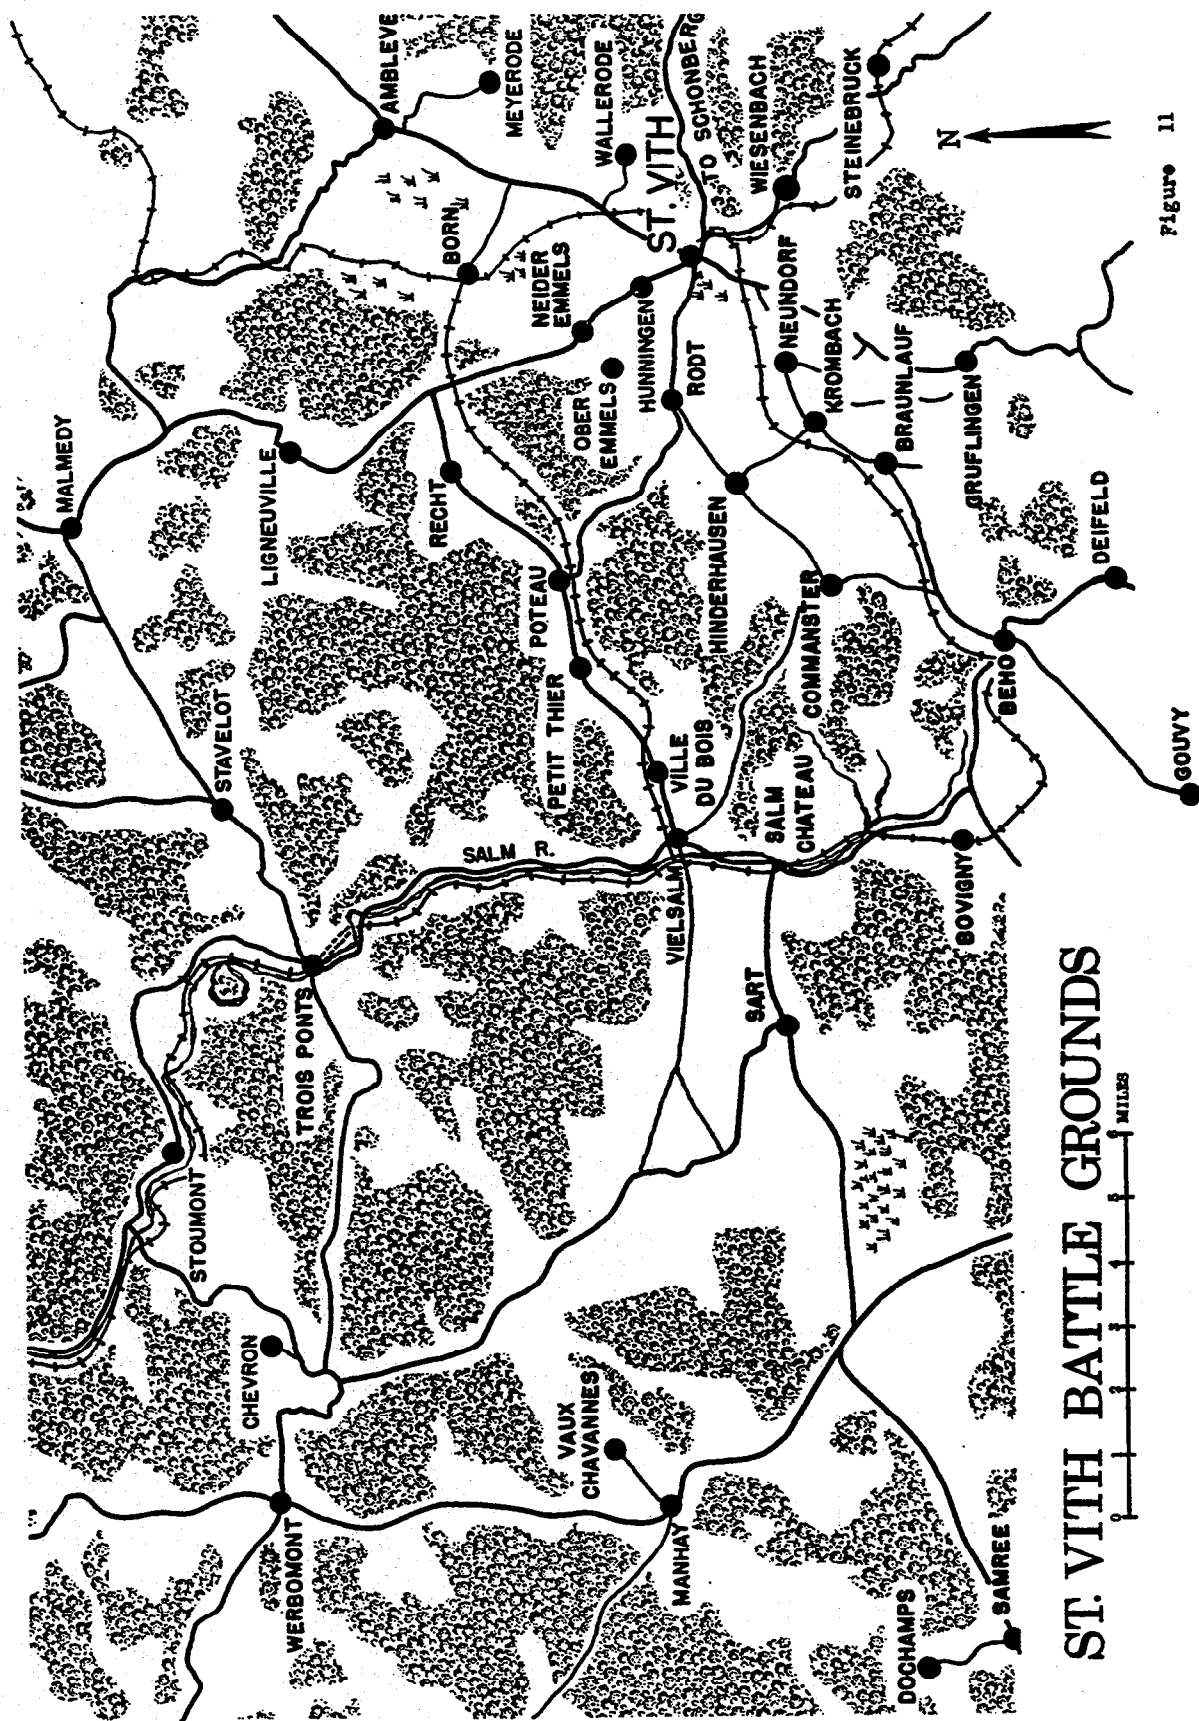 AMBLEVE
MEYERODE
WALLERODE
ST. VITH
TO SCHONBERG
WIESENBACH
STEINEBRUCK
N
Figure 11
BORN
NEIDER
EMMELS
HUNNINGEN
NEUNDORF
KROMBACH
BRAUNLAUF
GRUFLINGEN
DEIFELD
MALMEDY
LIGNEUVILLE
RECHT
OBER
EMMELS
RODT
POTEAU
HINDERHAUSEN
COMMANSTER
BEHO
GOUVY
STAVELOT
PETIT THIER
VILLE
DU BOIS
SALM
CHATEAU
SALM R.
VIELSALM
BOVIGNY
TROIS PONTS
SART
STOUMONT
CHEVRON
WERBOMONT
VAUX
CHAVANNES
MANHAY
DOCHAMPS
SAMREE
ST. VITH BATTLE GROUNDS
0 1 2 3 4 5 6 MILES